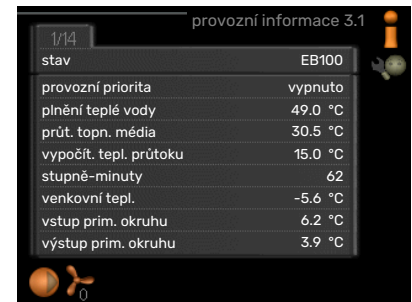 provozní informace 3.1
1/14
stav EB100
provozní priorita vypnuto
plnění teplé vody 49.0 °C
průt. topn. média 30.5 °C
vypočít. tepl. průtoku 15.0 °C
stupně-minuty 62
venkovní tepl. -5.6 °C
vstup prim. okruhu 6.2 °C
výstup prim. okruhu 3.9 °C
0